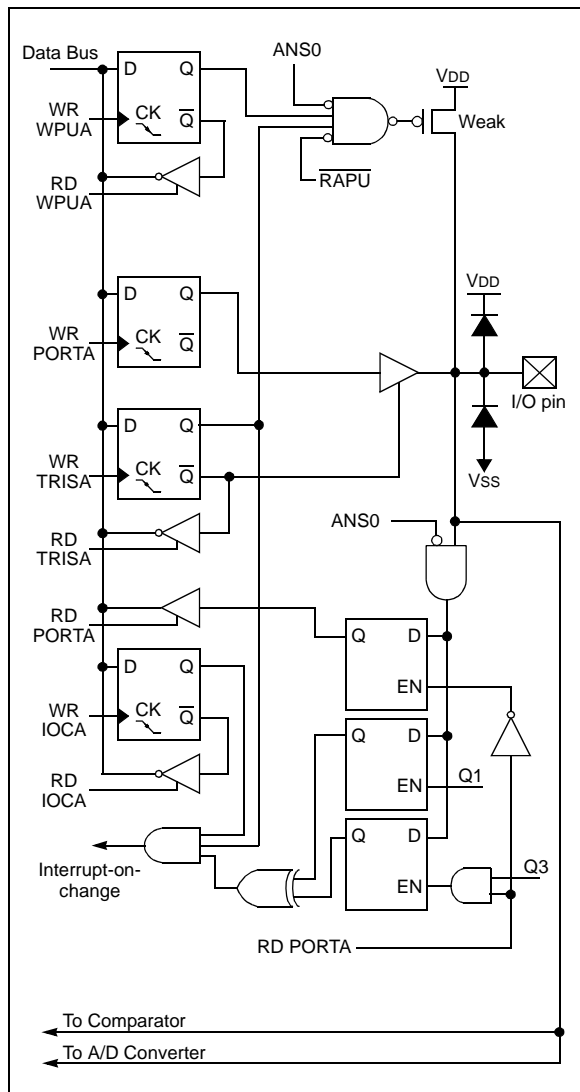 Data Bus
D Q
CK Q
WR
WPUA
RD
WPUA
ANS0
RAPU
VDD
Weak
D Q
CK Q
WR
PORTA
VDD
I/O pin
VSS
D Q
CK Q
WR
TRISA
RD
TRISA
ANS0
RD
PORTA
Q D
EN
D Q
CK Q
WR
IOCA
RD
IOCA
Q D
EN
Q1
Q D
EN
Q3
Interrupt-on-
change
RD PORTA
To Comparator
To A/D Converter